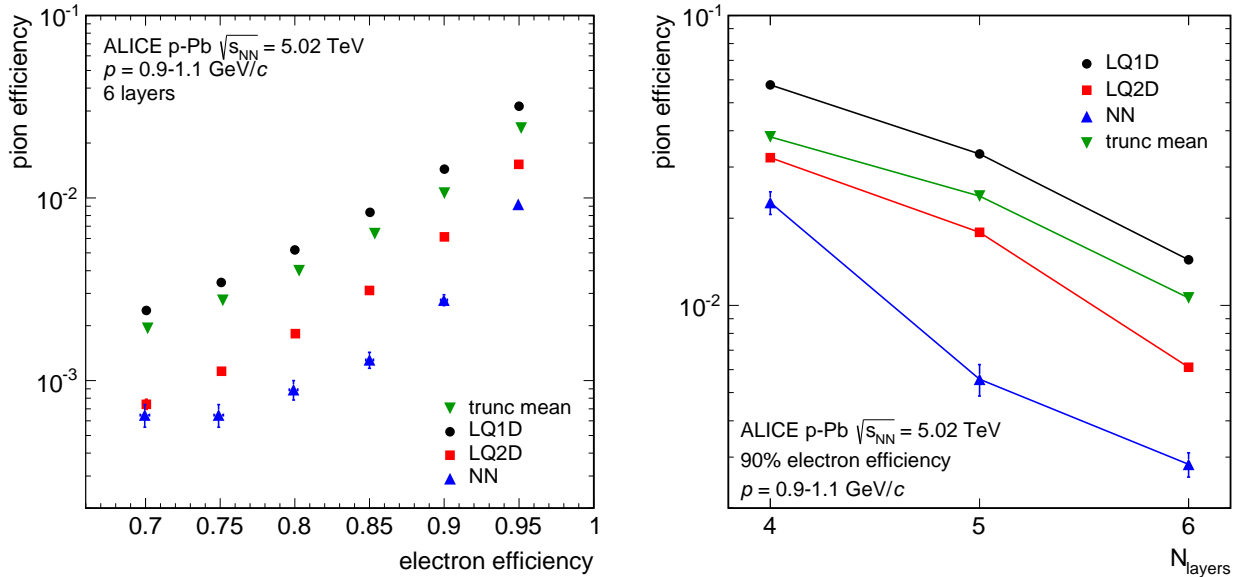 pion efficiency
10⁻¹
10⁻²
10⁻³
ALICE p-Pb √s_NN = 5.02 TeV
p = 0.9-1.1 GeV/c
6 layers
trunc mean
LQ1D
LQ2D
NN
0.7 0.75 0.8 0.85 0.9 0.95 1
electron efficiency
pion efficiency
10⁻¹
10⁻²
LQ1D
LQ2D
NN
trunc mean
ALICE p-Pb √s_NN = 5.02 TeV
90% electron efficiency
p = 0.9-1.1 GeV/c
4 5 6
N_layers